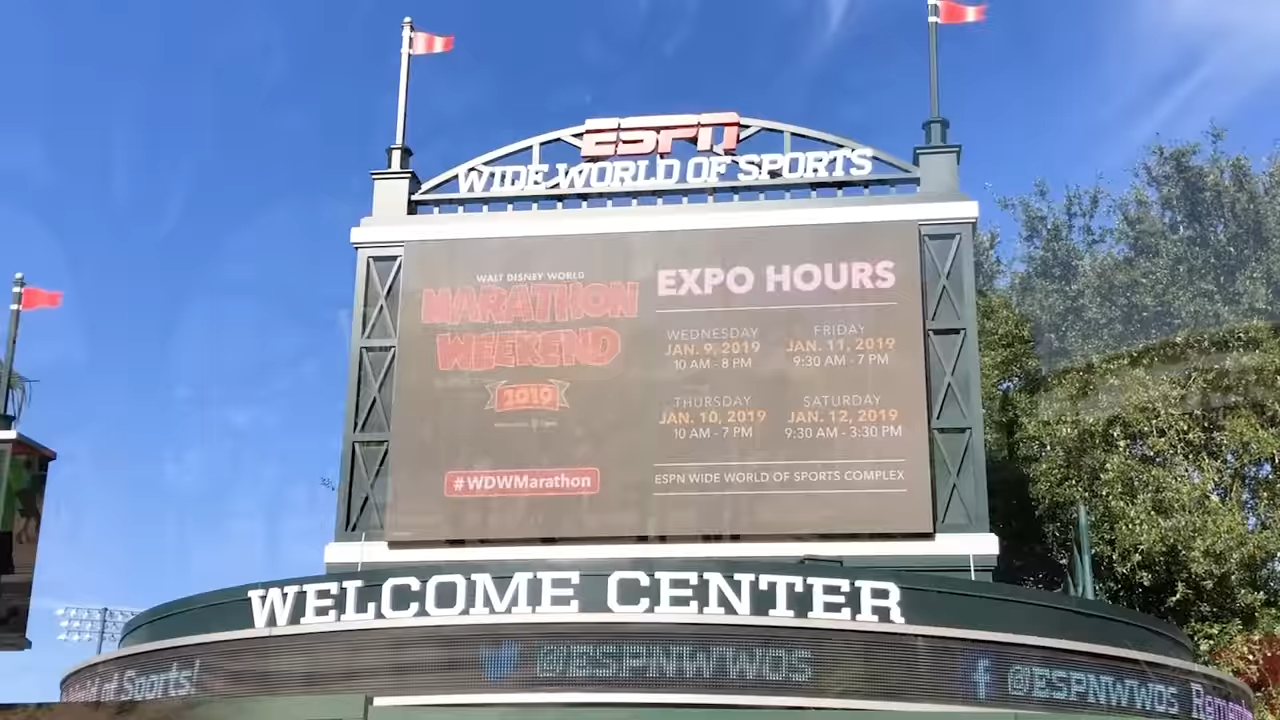 ESPN
WIDE WORLD OF SPORTS
WALT DISNEY WORLD
MARATHON
WEEKEND
2019
#WDWMarathon
EXPO HOURS
WEDNESDAY
JAN. 9, 2019
10 AM - 8 PM
FRIDAY
JAN. 11, 2019
9:30 AM - 7 PM
THURSDAY
JAN. 10, 2019
10 AM - 7 PM
SATURDAY
JAN. 12, 2019
9:30 AM - 3:30 PM
ESPN WIDE WORLD OF SPORTS COMPLEX
WELCOME CENTER
of Sports! @ESPNWWOS f @ESPNWWOS